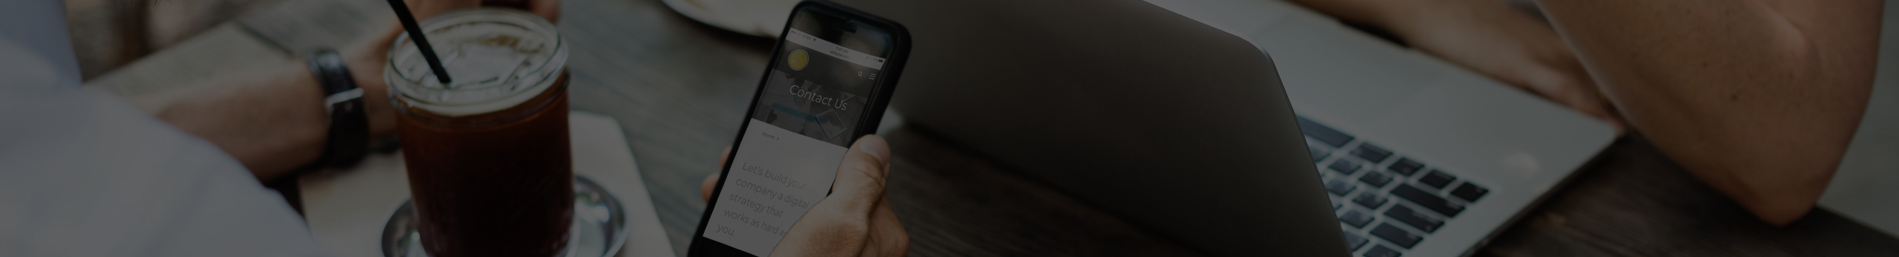 Contact Us
Let's build your
company a digital
strategy that
works as hard as
you.